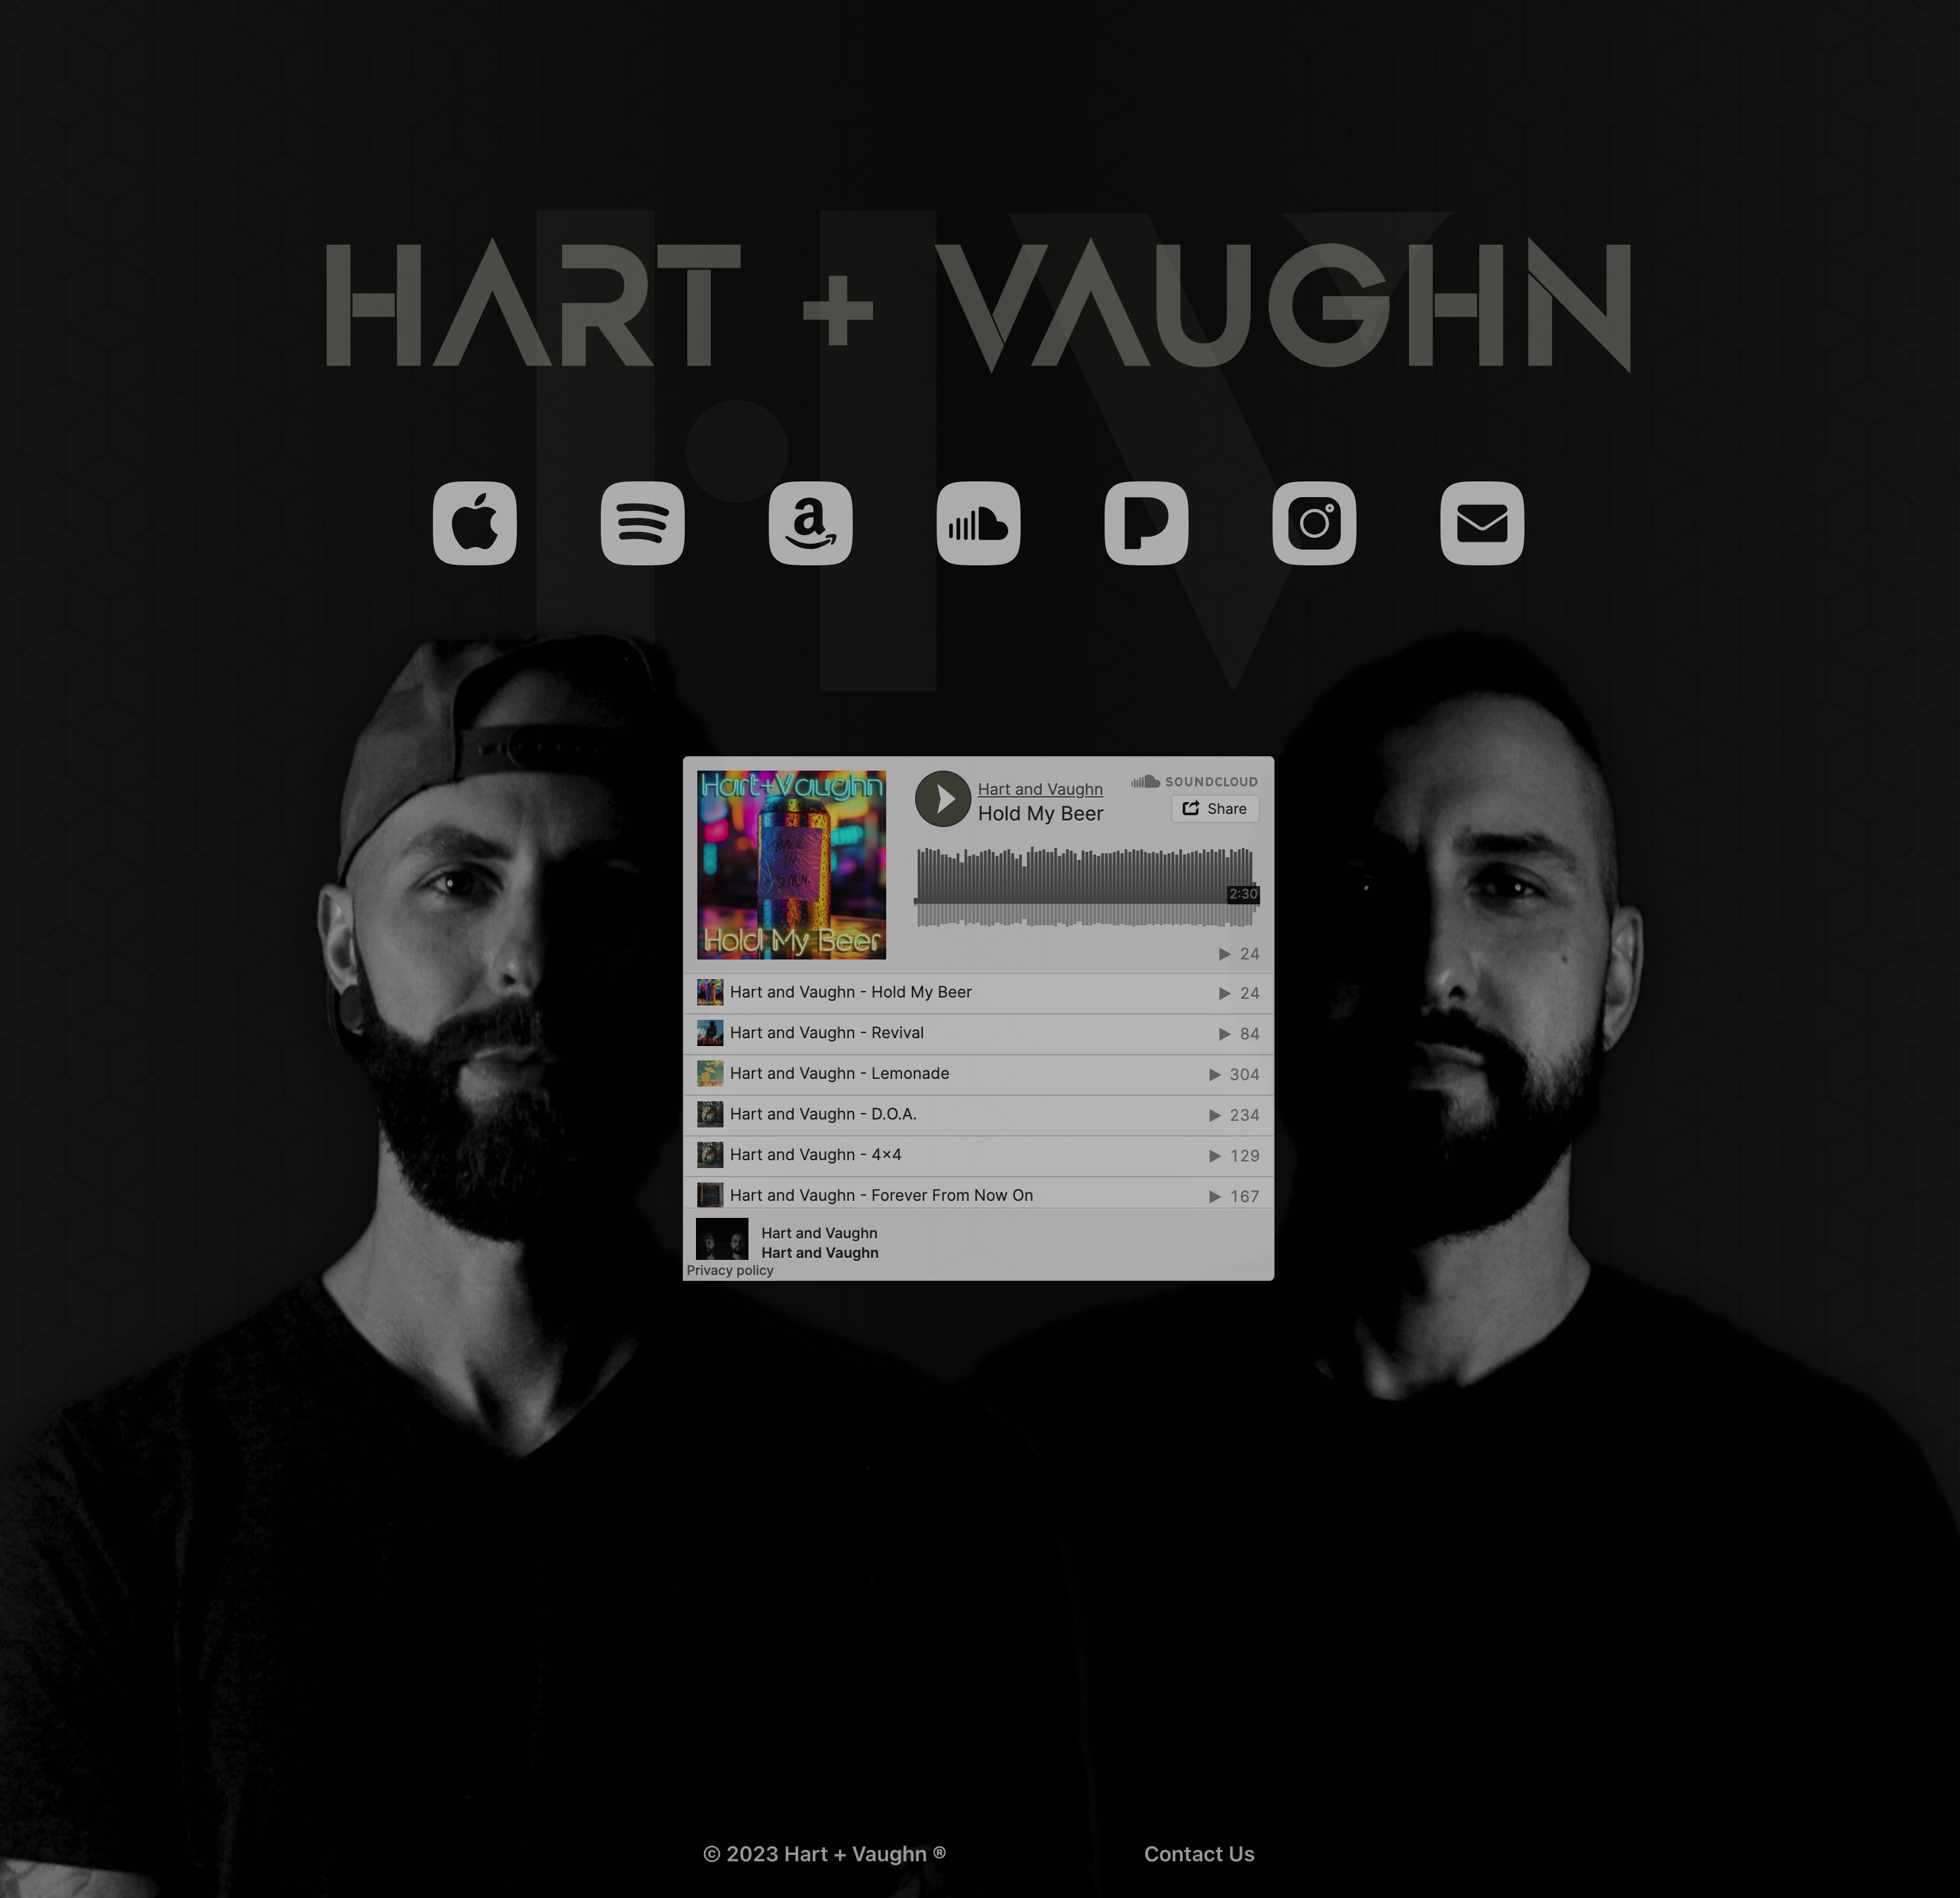 HART + VAUGHN
Hart+Vaughn
Hold My Beer
Hart and Vaughn
Hold My Beer
SOUNDCLOUD
Share
2:30
24
Hart and Vaughn - Hold My Beer 24
Hart and Vaughn - Revival 84
Hart and Vaughn - Lemonade 304
Hart and Vaughn - D.O.A. 234
Hart and Vaughn - 4×4 129
Hart and Vaughn - Forever From Now On 167
Hart and Vaughn
Hart and Vaughn
Privacy policy
© 2023 Hart + Vaughn ® Contact Us